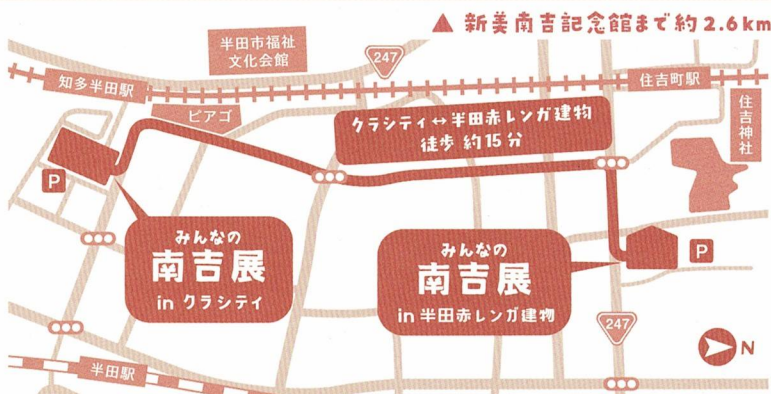 ▲ 新美南吉記念館まで約2.6km
半田市福祉
文化会館
247
知多半田駅
住吉町駅
ピアゴ
クラシティ↔半田赤レンガ建物
徒歩 約15分
住吉神社
P
みんなの
南吉展
in クラシティ
みんなの
南吉展
in 半田赤レンガ建物
P
247
N
半田駅